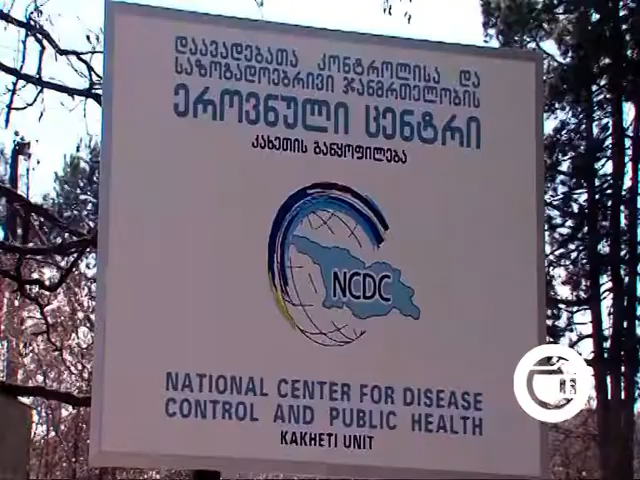 დაავადებათა კონტროლისა და
საზოგადოებრივი ჯანმრთელობის
ეროვნული ცენტრი
კახეთის განყოფილება
NCDC
NATIONAL CENTER FOR DISEASE
CONTROL AND PUBLIC HEALTH
KAKHETI UNIT